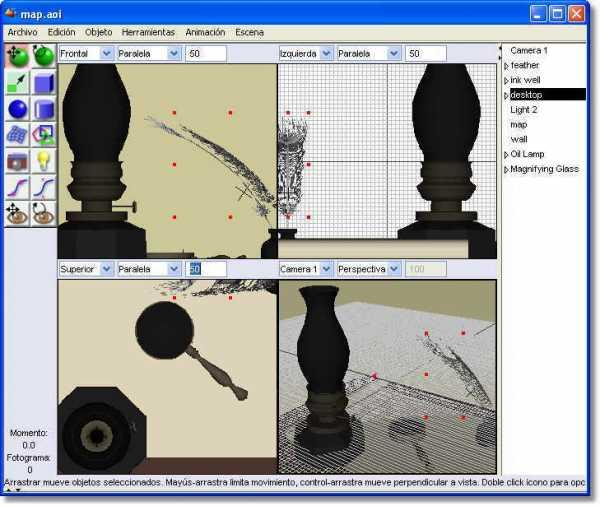 map.aoi
Archivo Edición Objeto Herramientas Animación Escena
Frontal Paralela 50 Izquierda Paralela 50
Camera 1
feather
ink well
desktop
Light 2
map
wall
Oil Lamp
Magnifying Glass
Superior Paralela 50 Camera 1 Perspectiva 100
Momento:
0.0
Fotograma:
0
Arrastrar mueve objetos seleccionados. Mayús-arrastra limita movimiento, control-arrastra mueve perpendicular a vista. Doble click icono para opc